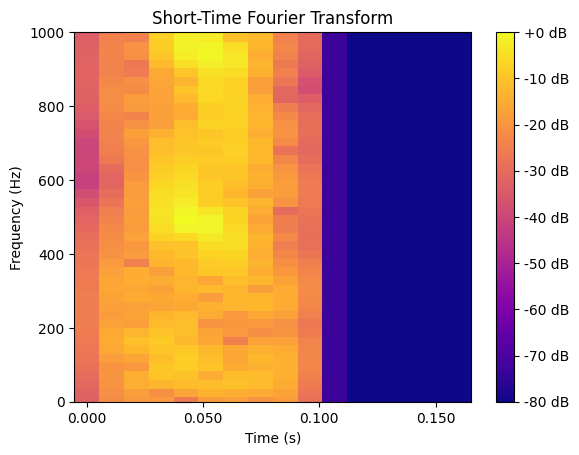 Short-Time Fourier Transform
Frequency (Hz)
1000
800
600
400
200
0
0.000
0.050
0.100
0.150
Time (s)
+0 dB
-10 dB
-20 dB
-30 dB
-40 dB
-50 dB
-60 dB
-70 dB
-80 dB